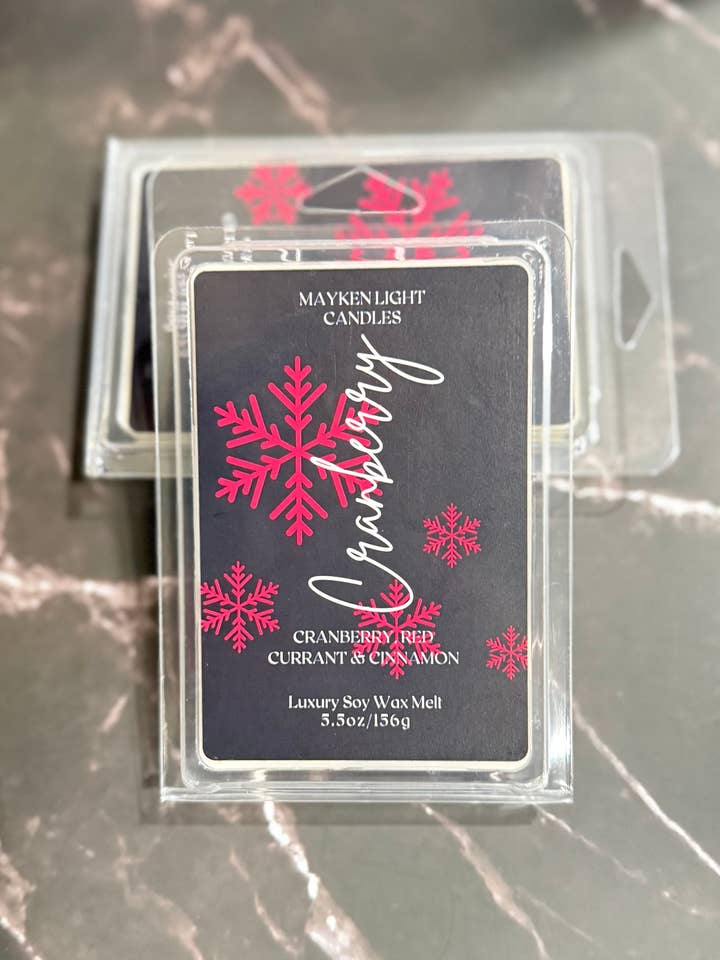 MAYKEN LIGHT
CANDLES
Cranberry
CRANBERRY, RED
CURRANT & CINNAMON
Luxury Soy Wax Melt
5.5oz/156g